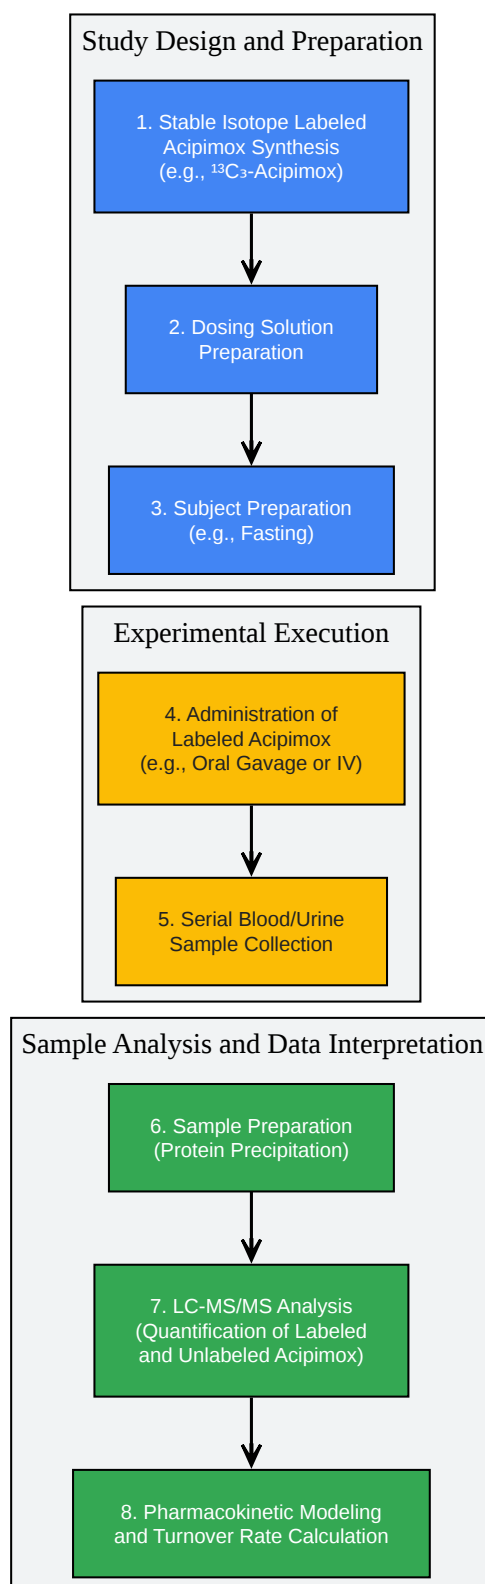 Study Design and Preparation
1. Stable Isotope Labeled
Acipimox Synthesis
(e.g., ¹³C₃-Acipimox)
2. Dosing Solution
Preparation
3. Subject Preparation
(e.g., Fasting)
Experimental Execution
4. Administration of
Labeled Acipimox
(e.g., Oral Gavage or IV)
5. Serial Blood/Urine
Sample Collection
Sample Analysis and Data Interpretation
6. Sample Preparation
(Protein Precipitation)
7. LC-MS/MS Analysis
(Quantification of Labeled
and Unlabeled Acipimox)
8. Pharmacokinetic Modeling
and Turnover Rate Calculation